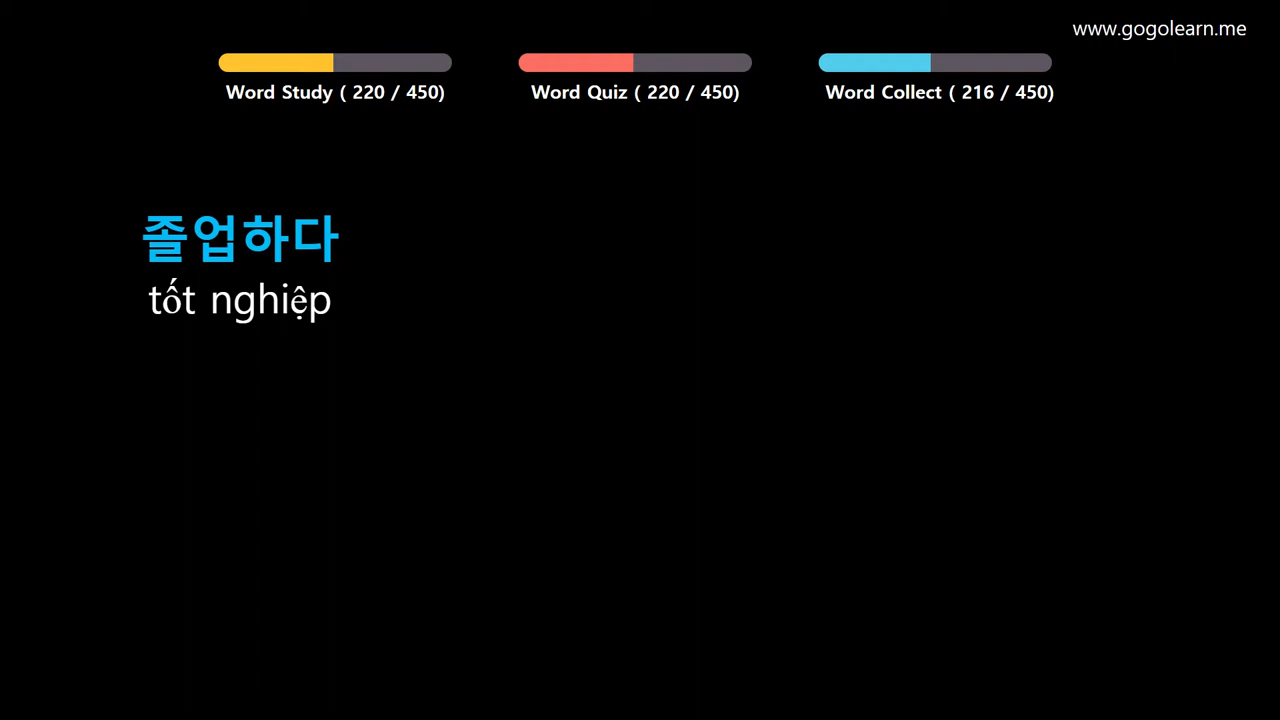 www.gogolearn.me
Word Study ( 220 / 450)
Word Quiz ( 220 / 450)
Word Collect ( 216 / 450)
졸업하다
tốt nghiệp